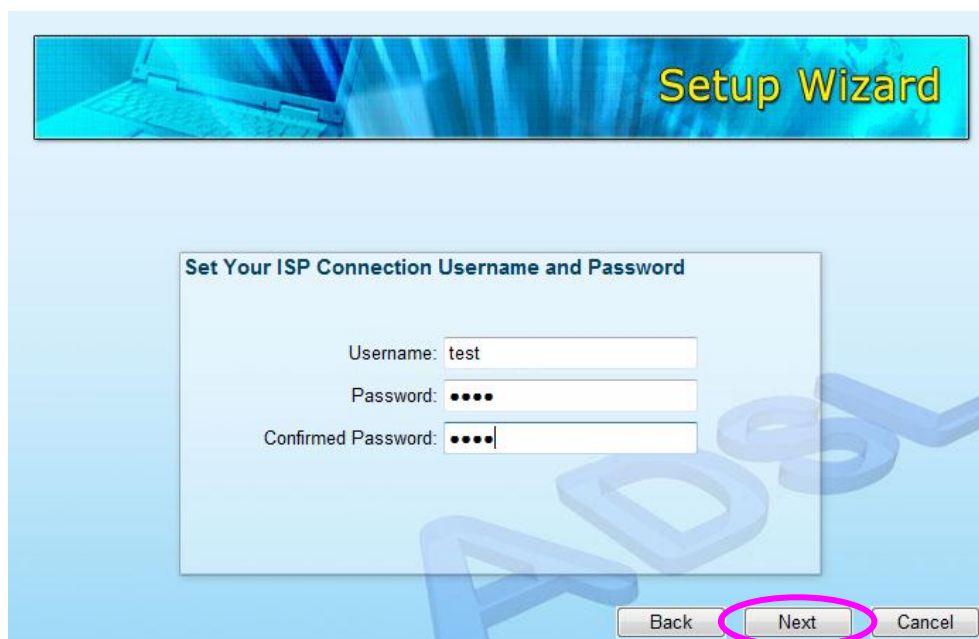 Setup Wizard
Set Your ISP Connection Username and Password
Username: test
Password: ••••
Confirmed Password: ••••
ADSL
Back Next Cancel